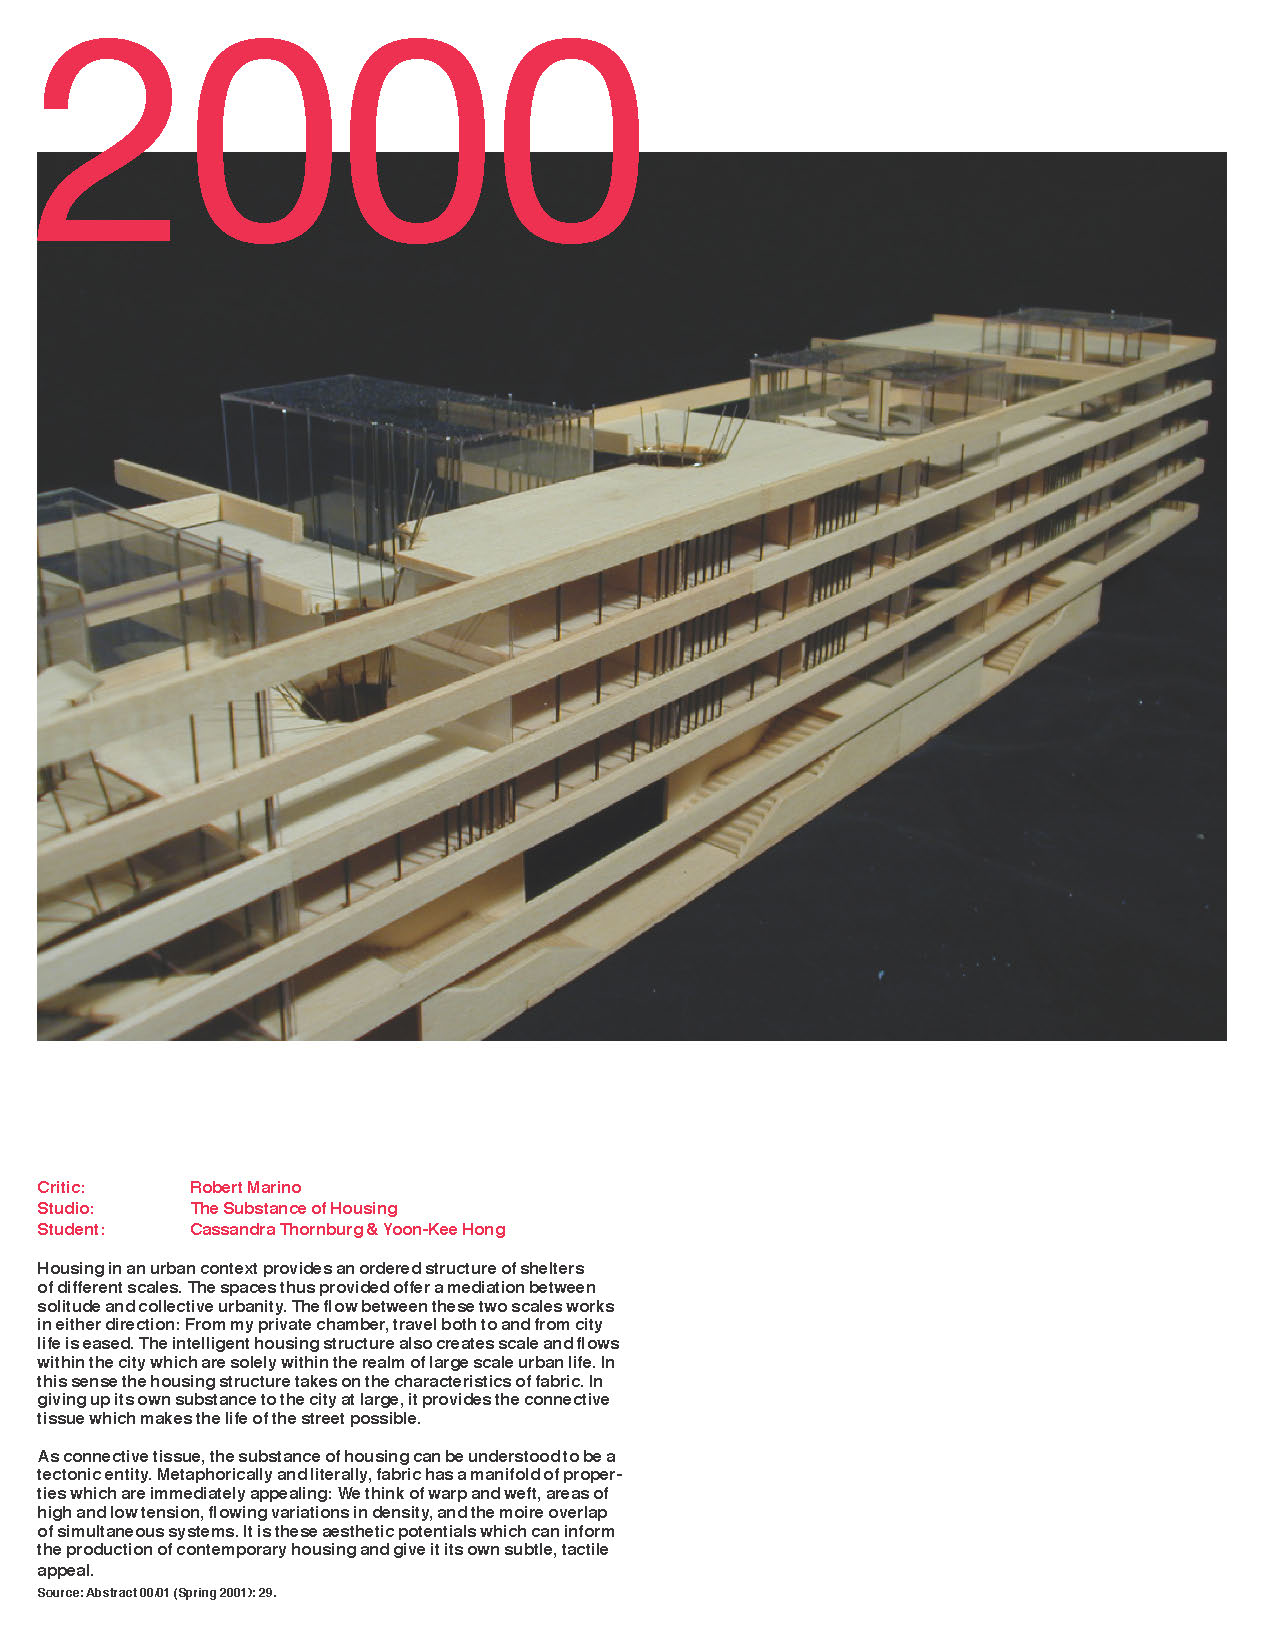 2000
Critic: Robert Marino
Studio: The Substance of Housing
Student: Cassandra Thornburg & Yoon-Kee Hong
Housing in an urban context provides an ordered structure of shelters
of different scales. The spaces thus provided offer a mediation between
solitude and collective urbanity. The flow between these two scales works
in either direction: From my private chamber, travel both to and from city
life is eased. The intelligent housing structure also creates scale and flows
within the city which are solely within the realm of large scale urban life. In
this sense the housing structure takes on the characteristics of fabric. In
giving up its own substance to the city at large, it provides the connective
tissue which makes the life of the street possible.
As connective tissue, the substance of housing can be understood to be a
tectonic entity. Metaphorically and literally, fabric has a manifold of proper-
ties which are immediately appealing: We think of warp and weft, areas of
high and low tension, flowing variations in density, and the moire overlap
of simultaneous systems. It is these aesthetic potentials which can inform
the production of contemporary housing and give it its own subtle, tactile
appeal.
Source: Abstract 00/01 (Spring 2001): 29.